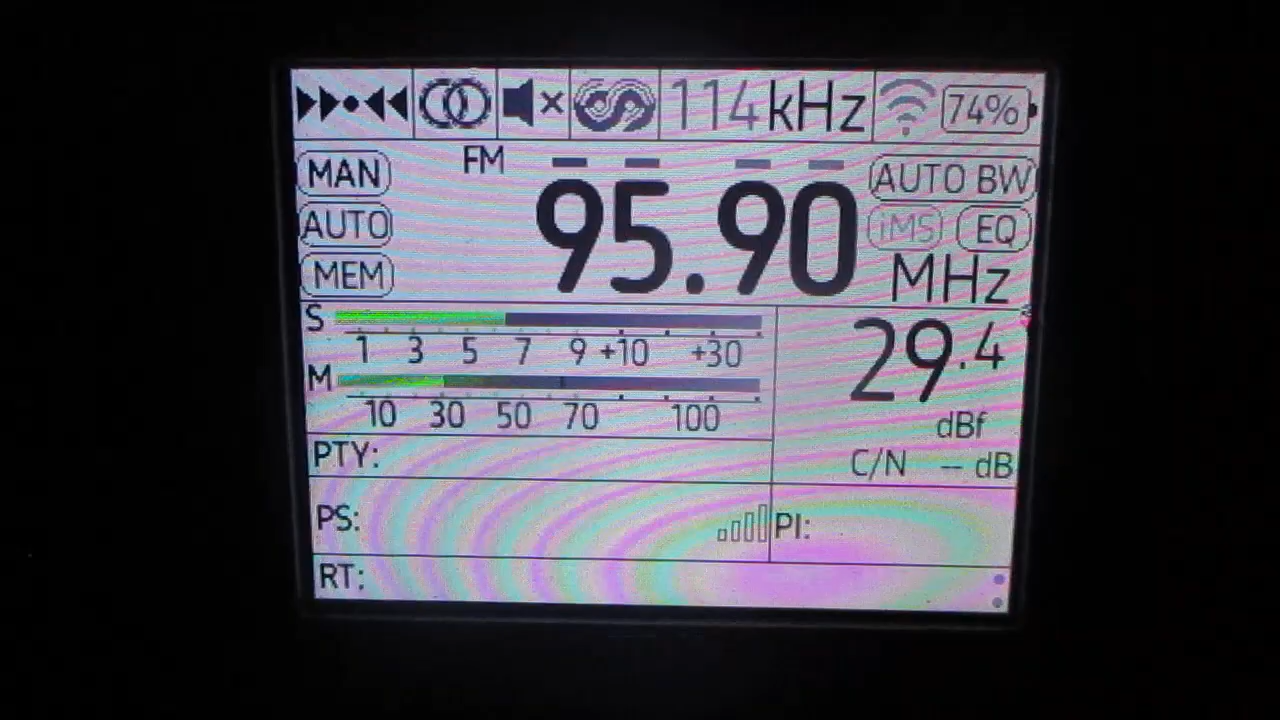 114kHz 74%
FM
MAN 95.90 AUTO BW
AUTO iMS EQ
MEM MHz
S
1 3 5 7 9 +10 +30
29.4
M
10 30 50 70 100
dBf
PTY:
C/N -- dB
PS: PI:
RT: